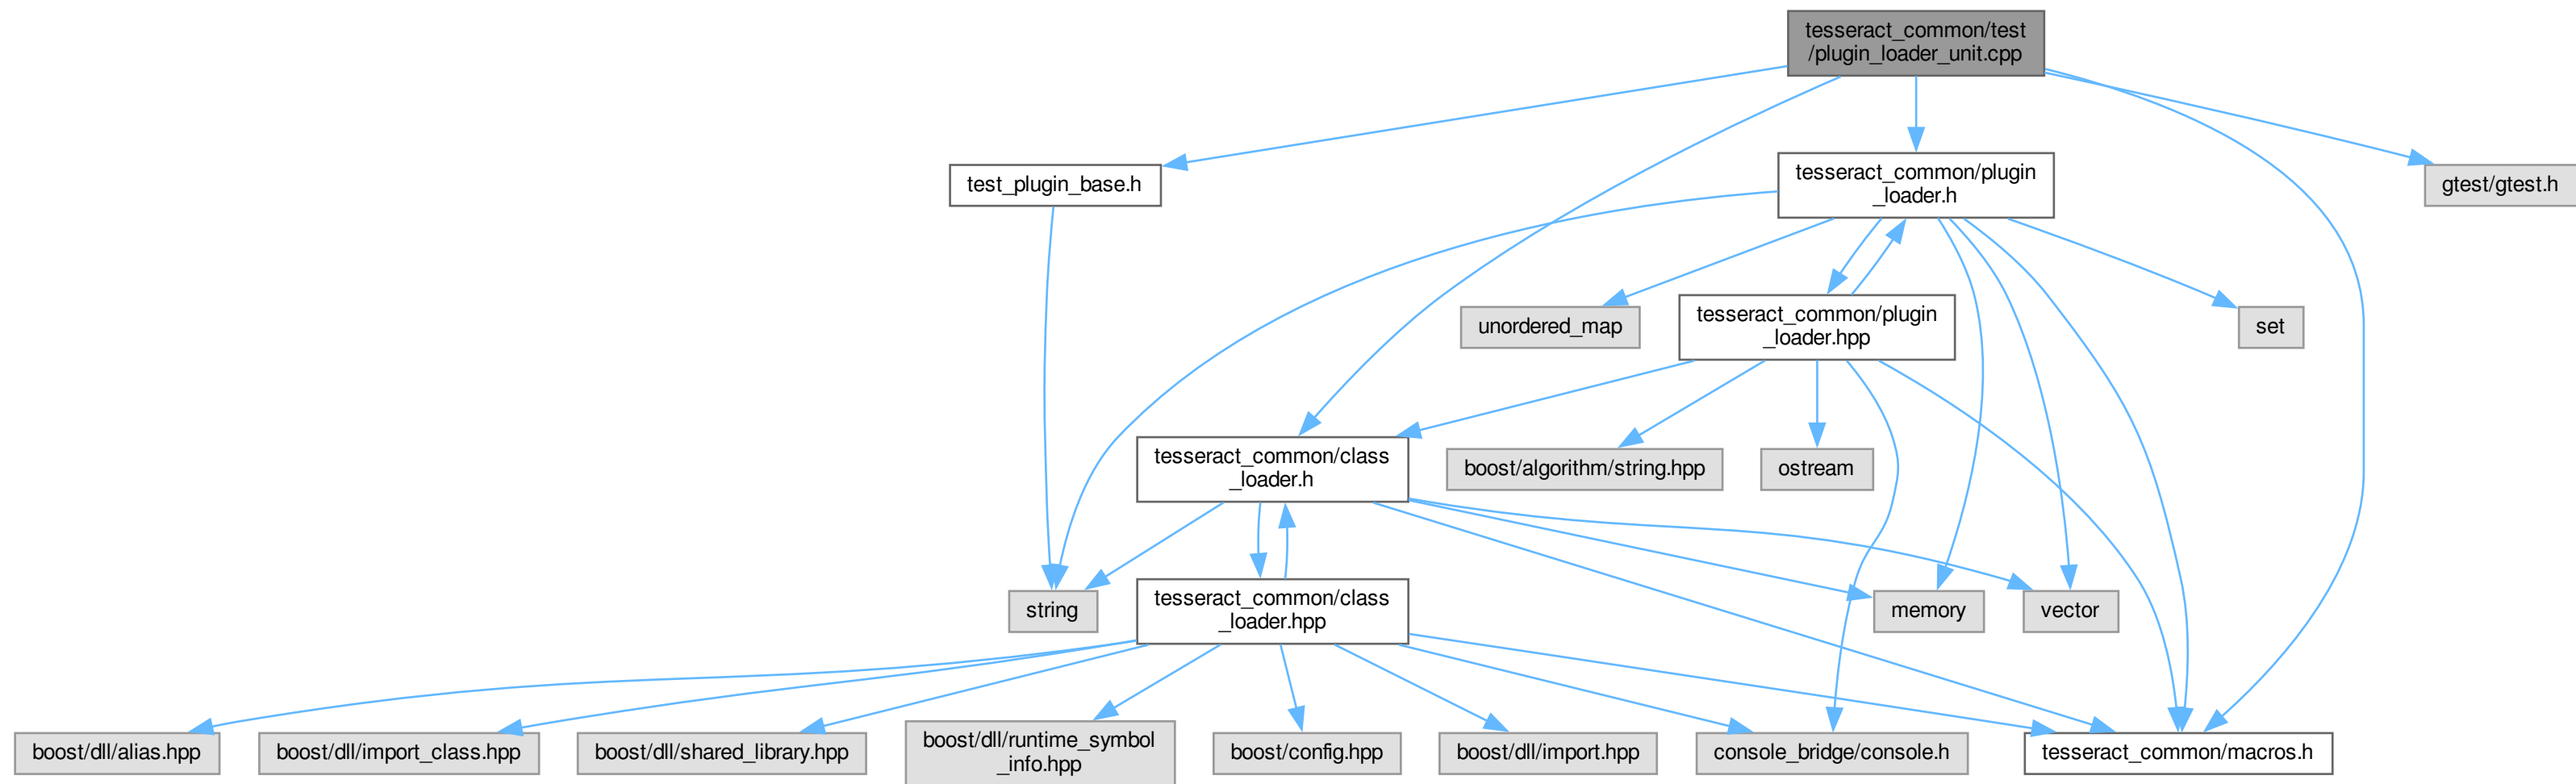 tesseract_common/test
/plugin_loader_unit.cpp
test_plugin_base.h
tesseract_common/plugin
_loader.h
gtest/gtest.h
unordered_map
tesseract_common/plugin
_loader.hpp
set
tesseract_common/class
_loader.h
boost/algorithm/string.hpp
ostream
string
tesseract_common/class
_loader.hpp
memory
vector
boost/dll/alias.hpp
boost/dll/import_class.hpp
boost/dll/shared_library.hpp
boost/dll/runtime_symbol
_info.hpp
boost/config.hpp
boost/dll/import.hpp
console_bridge/console.h
tesseract_common/macros.h